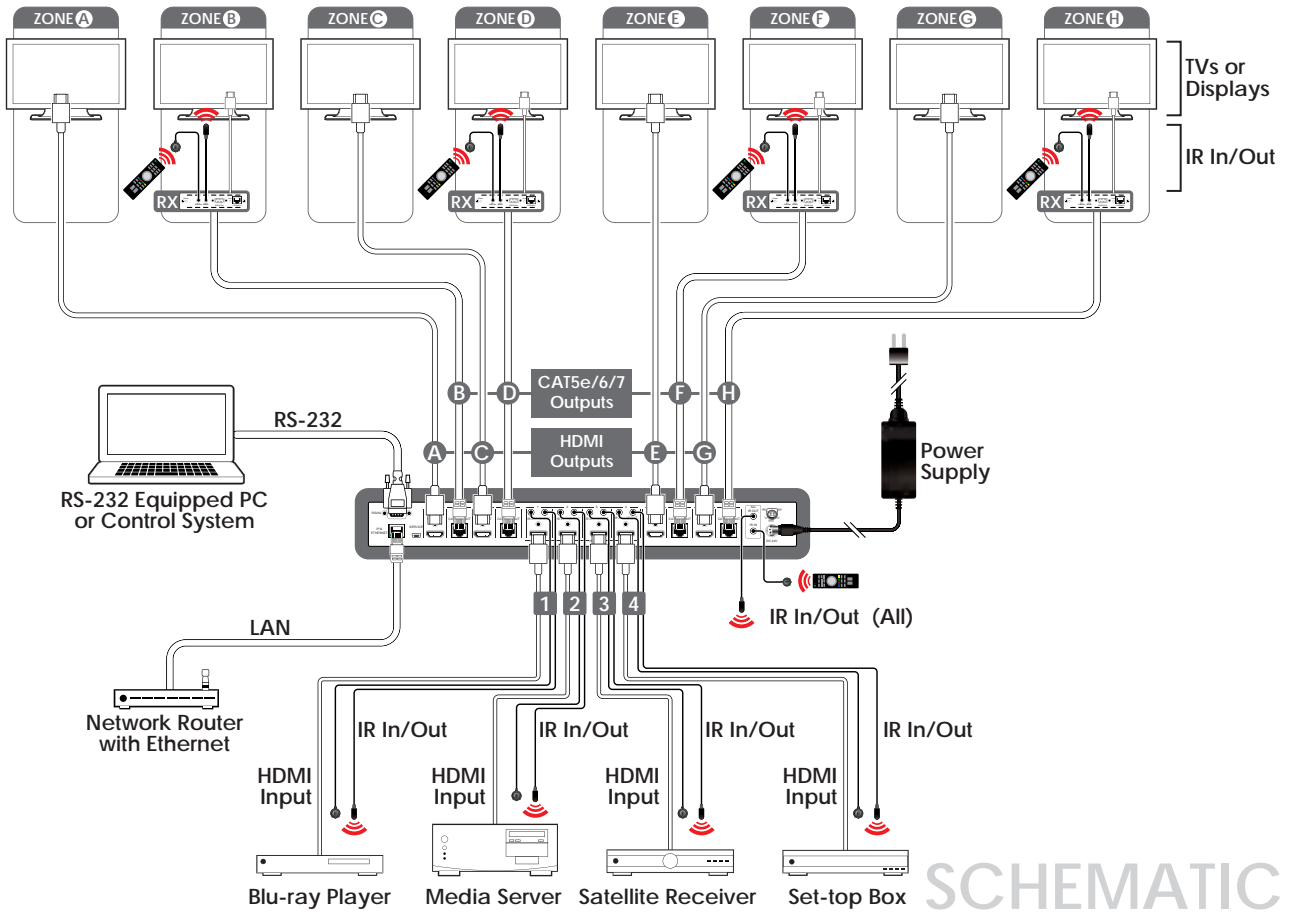 ZONE A
ZONE B
ZONE C
ZONE D
ZONE E
ZONE F
ZONE G
ZONE H
TVs or
Displays
IR In/Out
RX
RX
RX
RX
B
D
CAT5e/6/7
Outputs
F
H
A
C
HDMI
Outputs
E
G
RS-232
RS-232 Equipped PC
or Control System
Power
Supply
1
2
3
4
IR In/Out (All)
LAN
Network Router
with Ethernet
IR In/Out
IR In/Out
IR In/Out
IR In/Out
HDMI
Input
HDMI
Input
HDMI
Input
HDMI
Input
Blu-ray Player
Media Server
Satellite Receiver
Set-top Box
SCHEMATIC